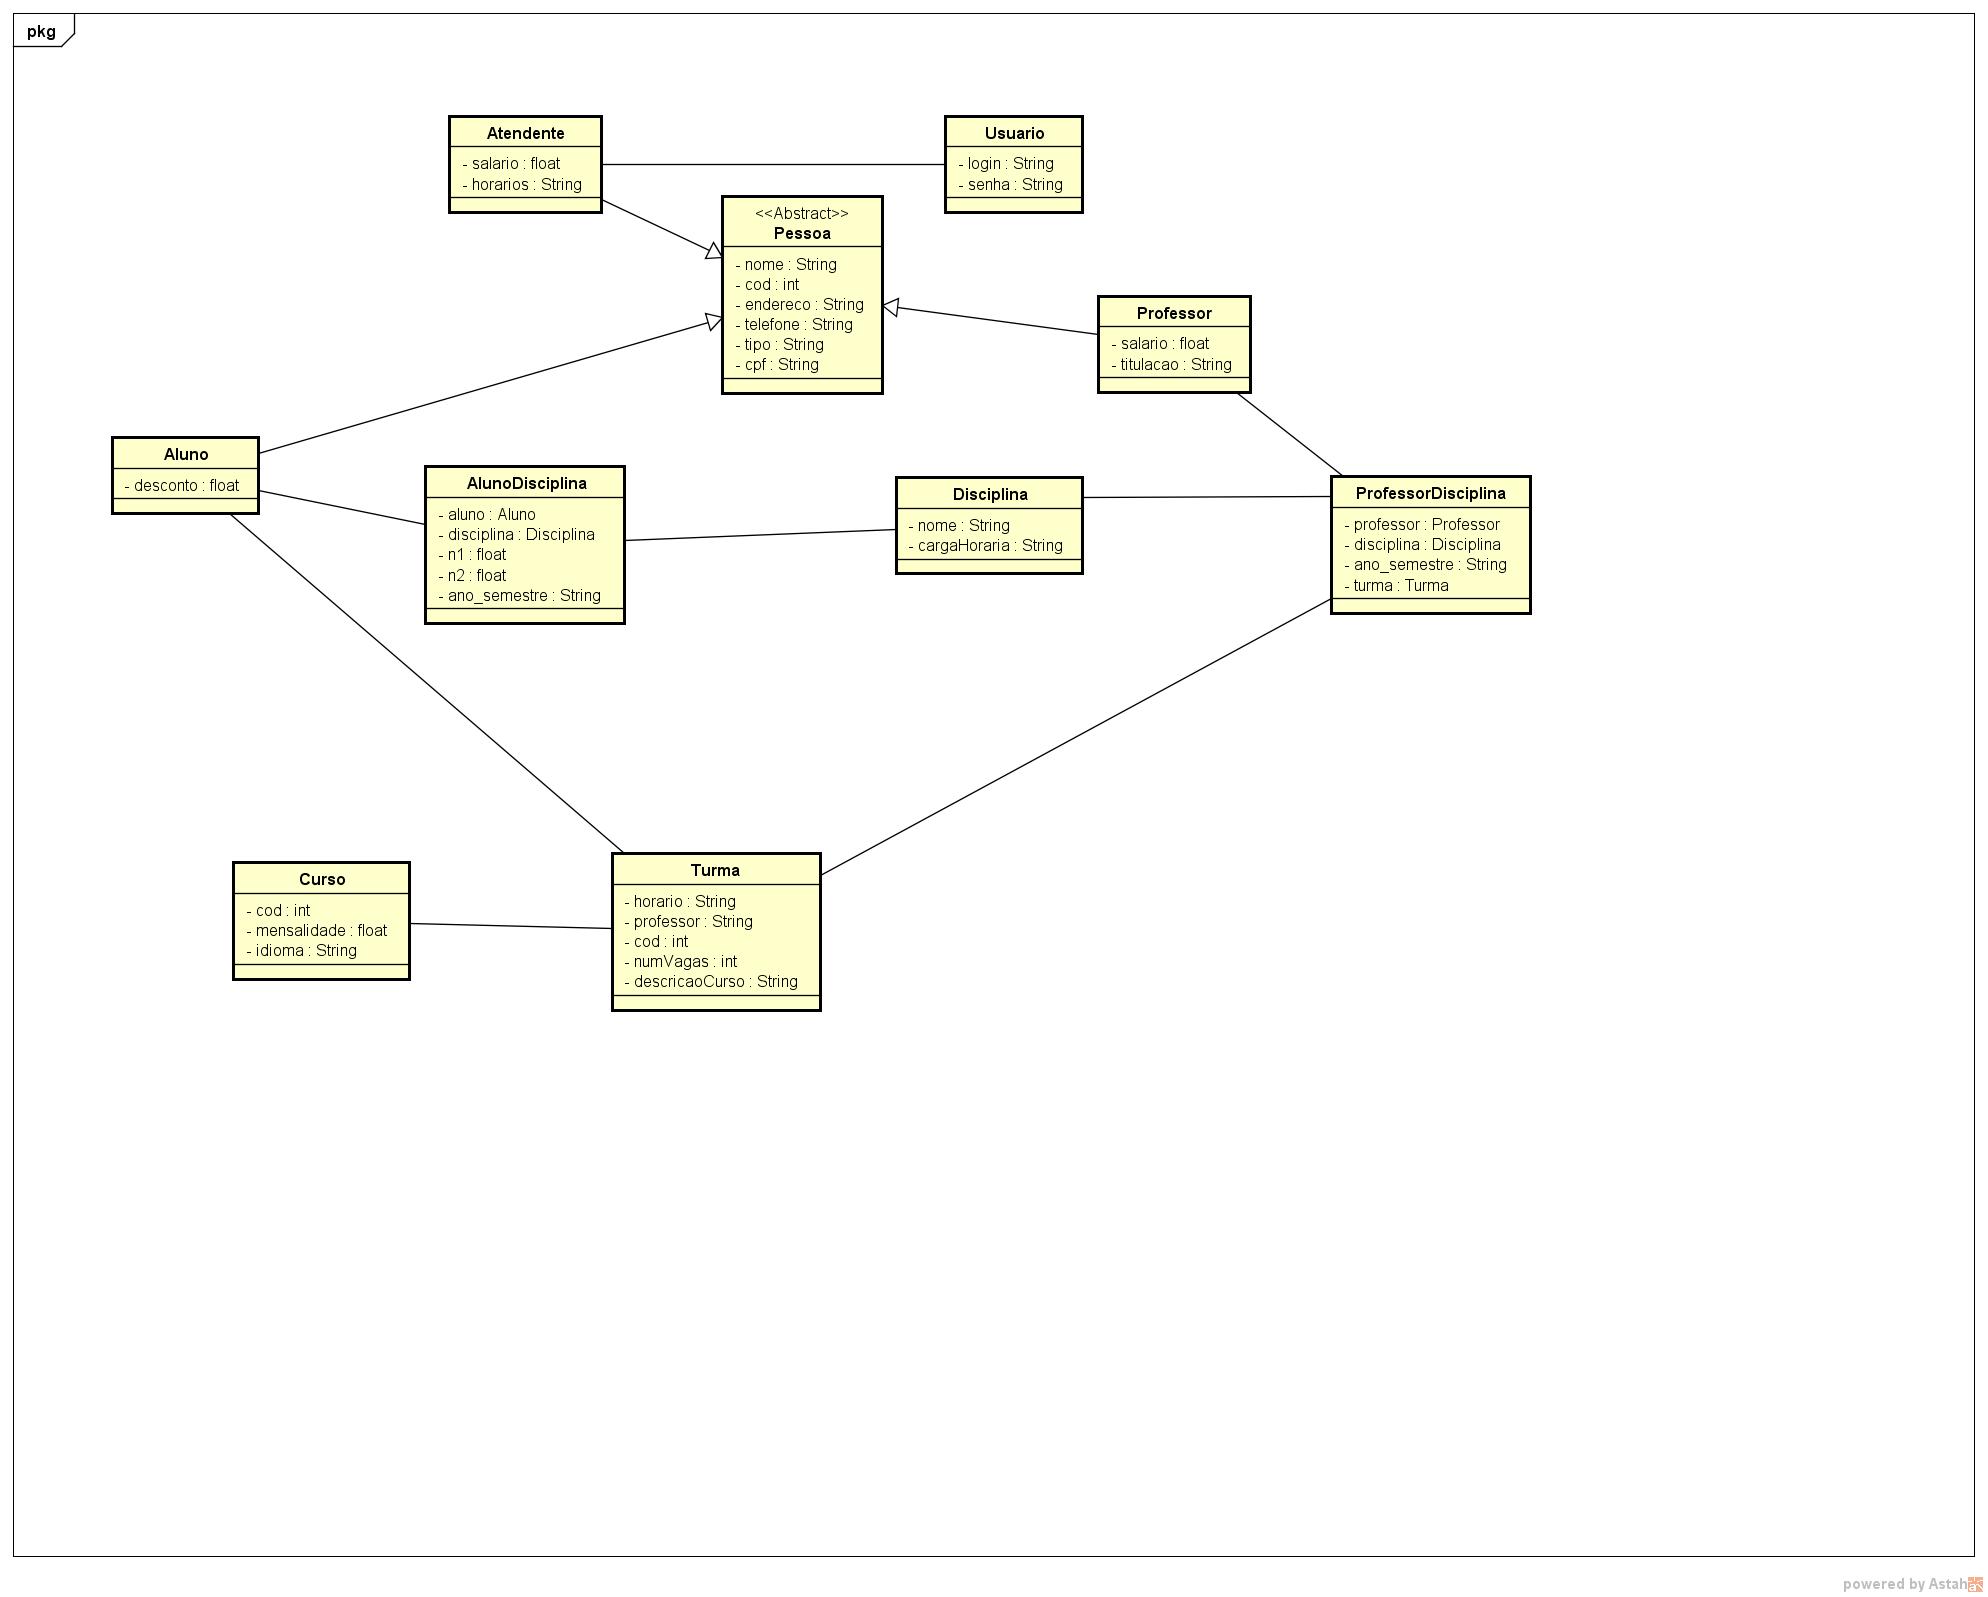 pkg
Atendente
- salario : float
- horarios : String
Usuario
- login : String
- senha : String
<<Abstract>>
Pessoa
- nome : String
- cod : int
- endereco : String
- telefone : String
- tipo : String
- cpf : String
Professor
- salario : float
- titulacao : String
Aluno
- desconto : float
AlunoDisciplina
- aluno : Aluno
- disciplina : Disciplina
- n1 : float
- n2 : float
- ano_semestre : String
Disciplina
- nome : String
- cargaHoraria : String
ProfessorDisciplina
- professor : Professor
- disciplina : Disciplina
- ano_semestre : String
- turma : Turma
Curso
- cod : int
- mensalidade : float
- idioma : String
Turma
- horario : String
- professor : String
- cod : int
- numVagas : int
- descricaoCurso : String
powered by Astah